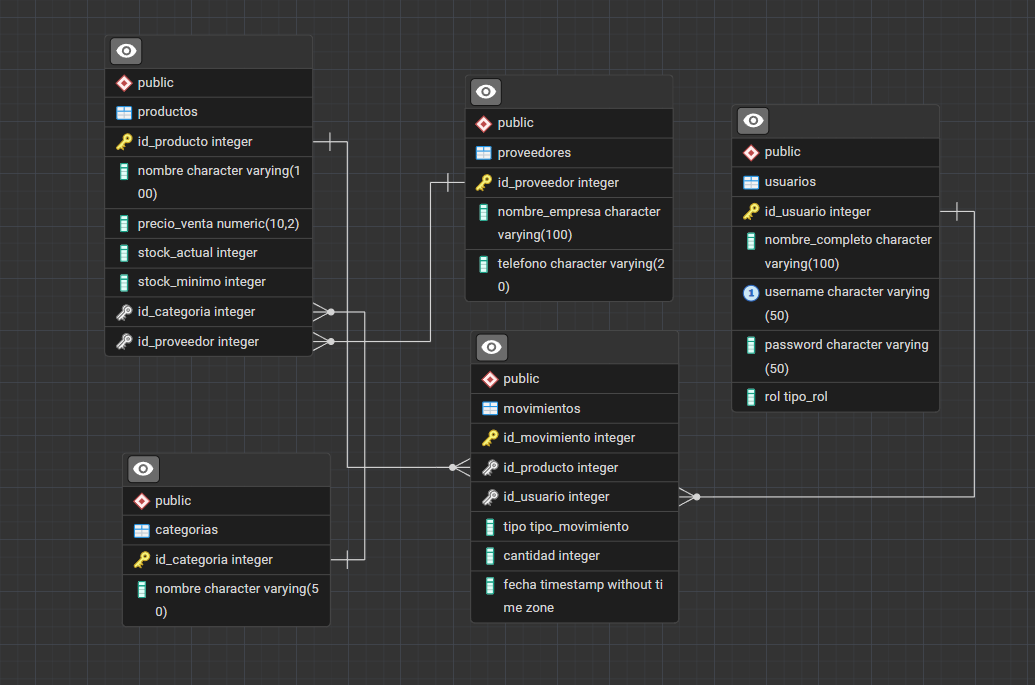 public
productos
id_producto integer
nombre character varying(1
00)
precio_venta numeric(10,2)
stock_actual integer
stock_minimo integer
id_categoria integer
id_proveedor integer
public
proveedores
id_proveedor integer
nombre_empresa character
varying(100)
telefono character varying(2
0)
public
usuarios
id_usuario integer
nombre_completo character
varying(100)
1 username character varying
(50)
password character varying
(50)
rol tipo_rol
public
categorias
id_categoria integer
nombre character varying(5
0)
public
movimientos
id_movimiento integer
id_producto integer
id_usuario integer
tipo tipo_movimiento
cantidad integer
fecha timestamp without ti
me zone